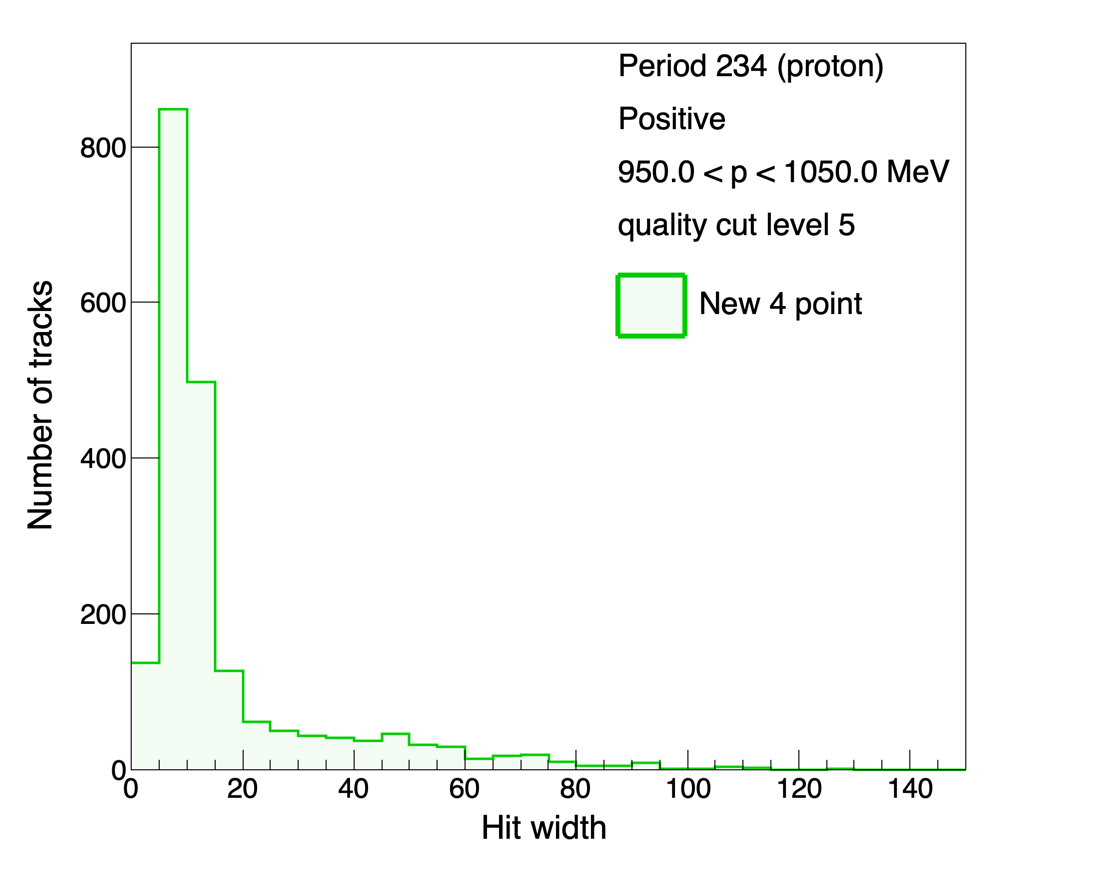 Period 234 (proton)
Positive
950.0 < p < 1050.0 MeV
quality cut level 5
New 4 point
Number of tracks
800
600
400
200
0
0 20 40 60 80 100 120 140
Hit width